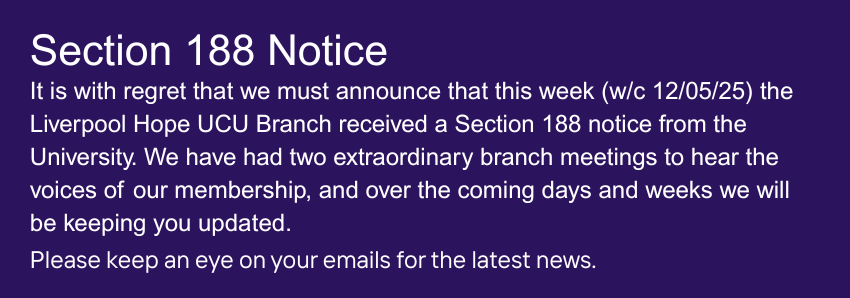 Section 188 Notice
It is with regret that we must announce that this week (w/c 12/05/25) the
Liverpool Hope UCU Branch received a Section 188 notice from the
University. We have had two extraordinary branch meetings to hear the
voices of our membership, and over the coming days and weeks we will
be keeping you updated.
Please keep an eye on your emails for the latest news.